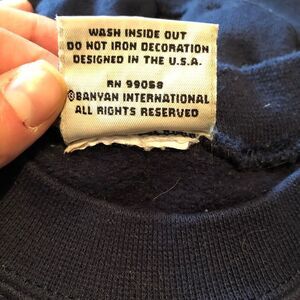 WASH INSIDE OUT
DO NOT IRON DECORATION
DESIGNED IN THE U.S.A.
RN 99058
©BANYAN INTERNATIONAL
ALL RIGHTS RESERVED